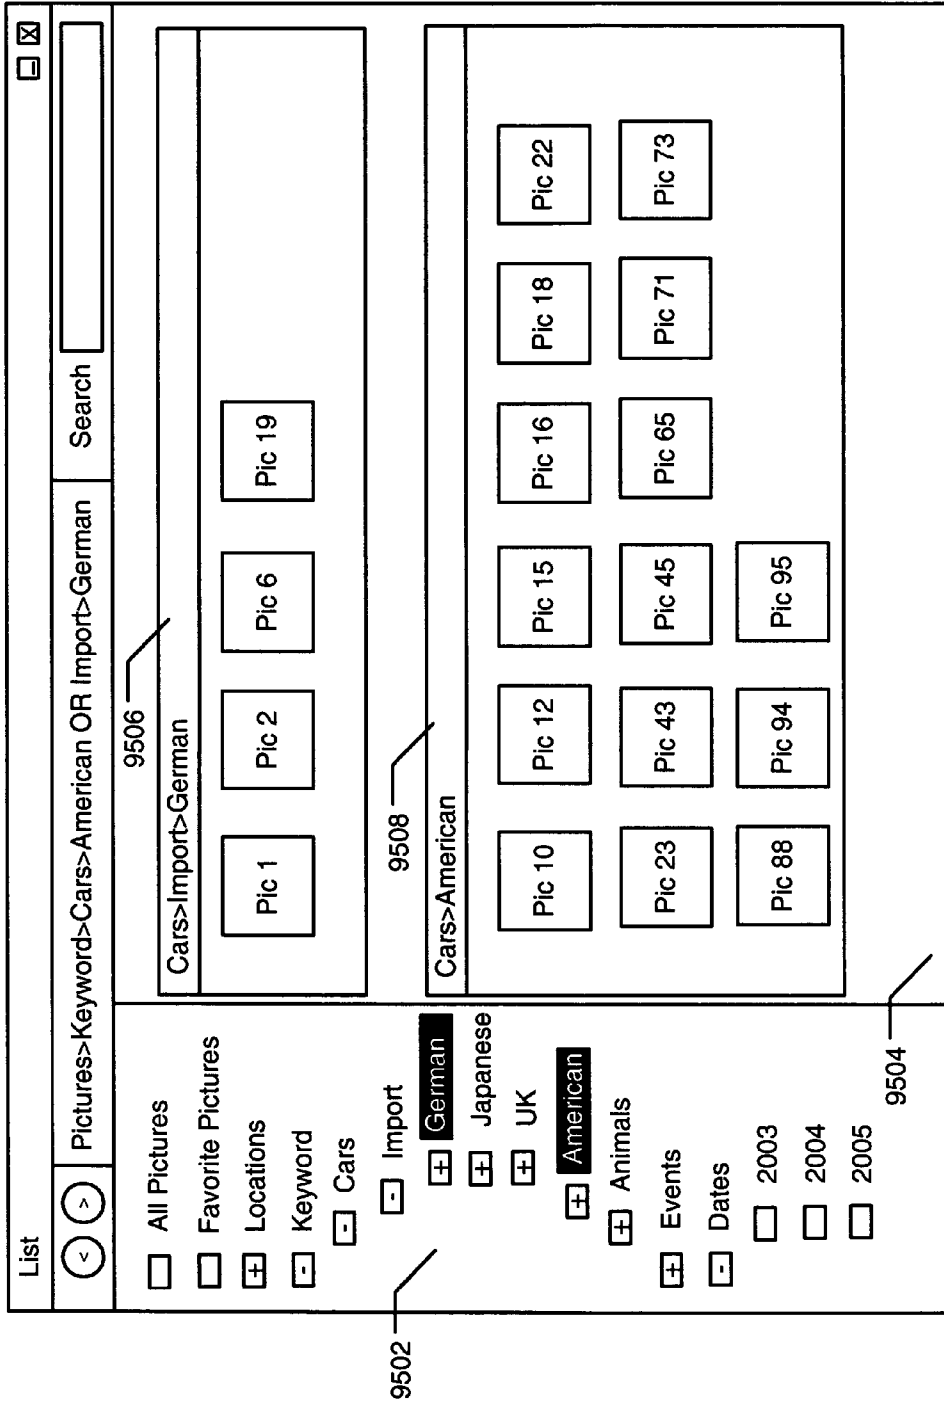 List
Pictures>Keyword>Cars>American OR Import>German
Search
All Pictures
Favorite Pictures
Locations
Keyword
Cars
Import
German
Japanese
UK
American
Animals
Events
Dates
2003
2004
2005
9502
9506
Cars>Import>German
Pic 1
Pic 2
Pic 6
Pic 19
9508
Cars>American
Pic 10
Pic 12
Pic 15
Pic 16
Pic 18
Pic 22
Pic 23
Pic 43
Pic 45
Pic 65
Pic 71
Pic 73
Pic 88
Pic 94
Pic 95
9504